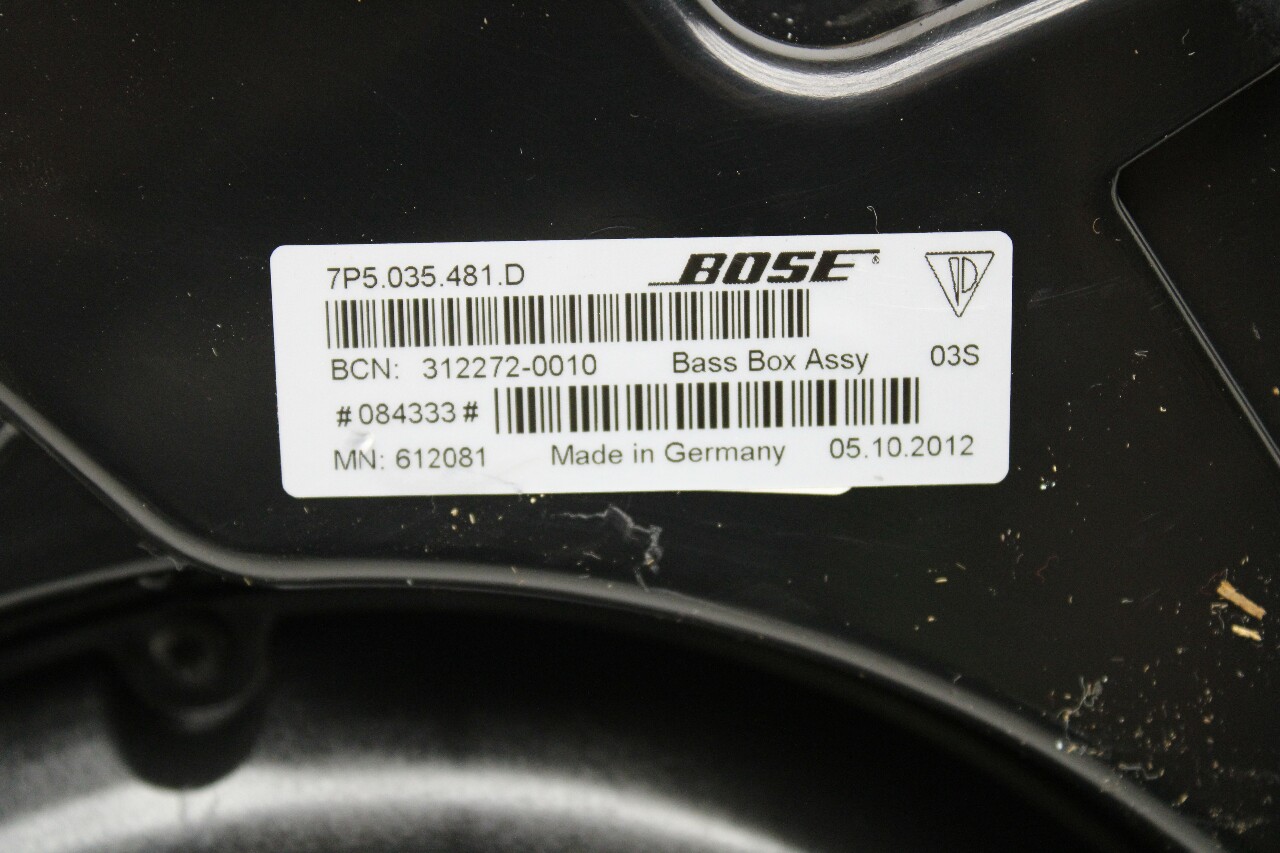 7P5.035.481.D BOSE®
BCN: 312272-0010 Bass Box Assy 03S
#084333#
MN: 612081 Made in Germany 05.10.2012